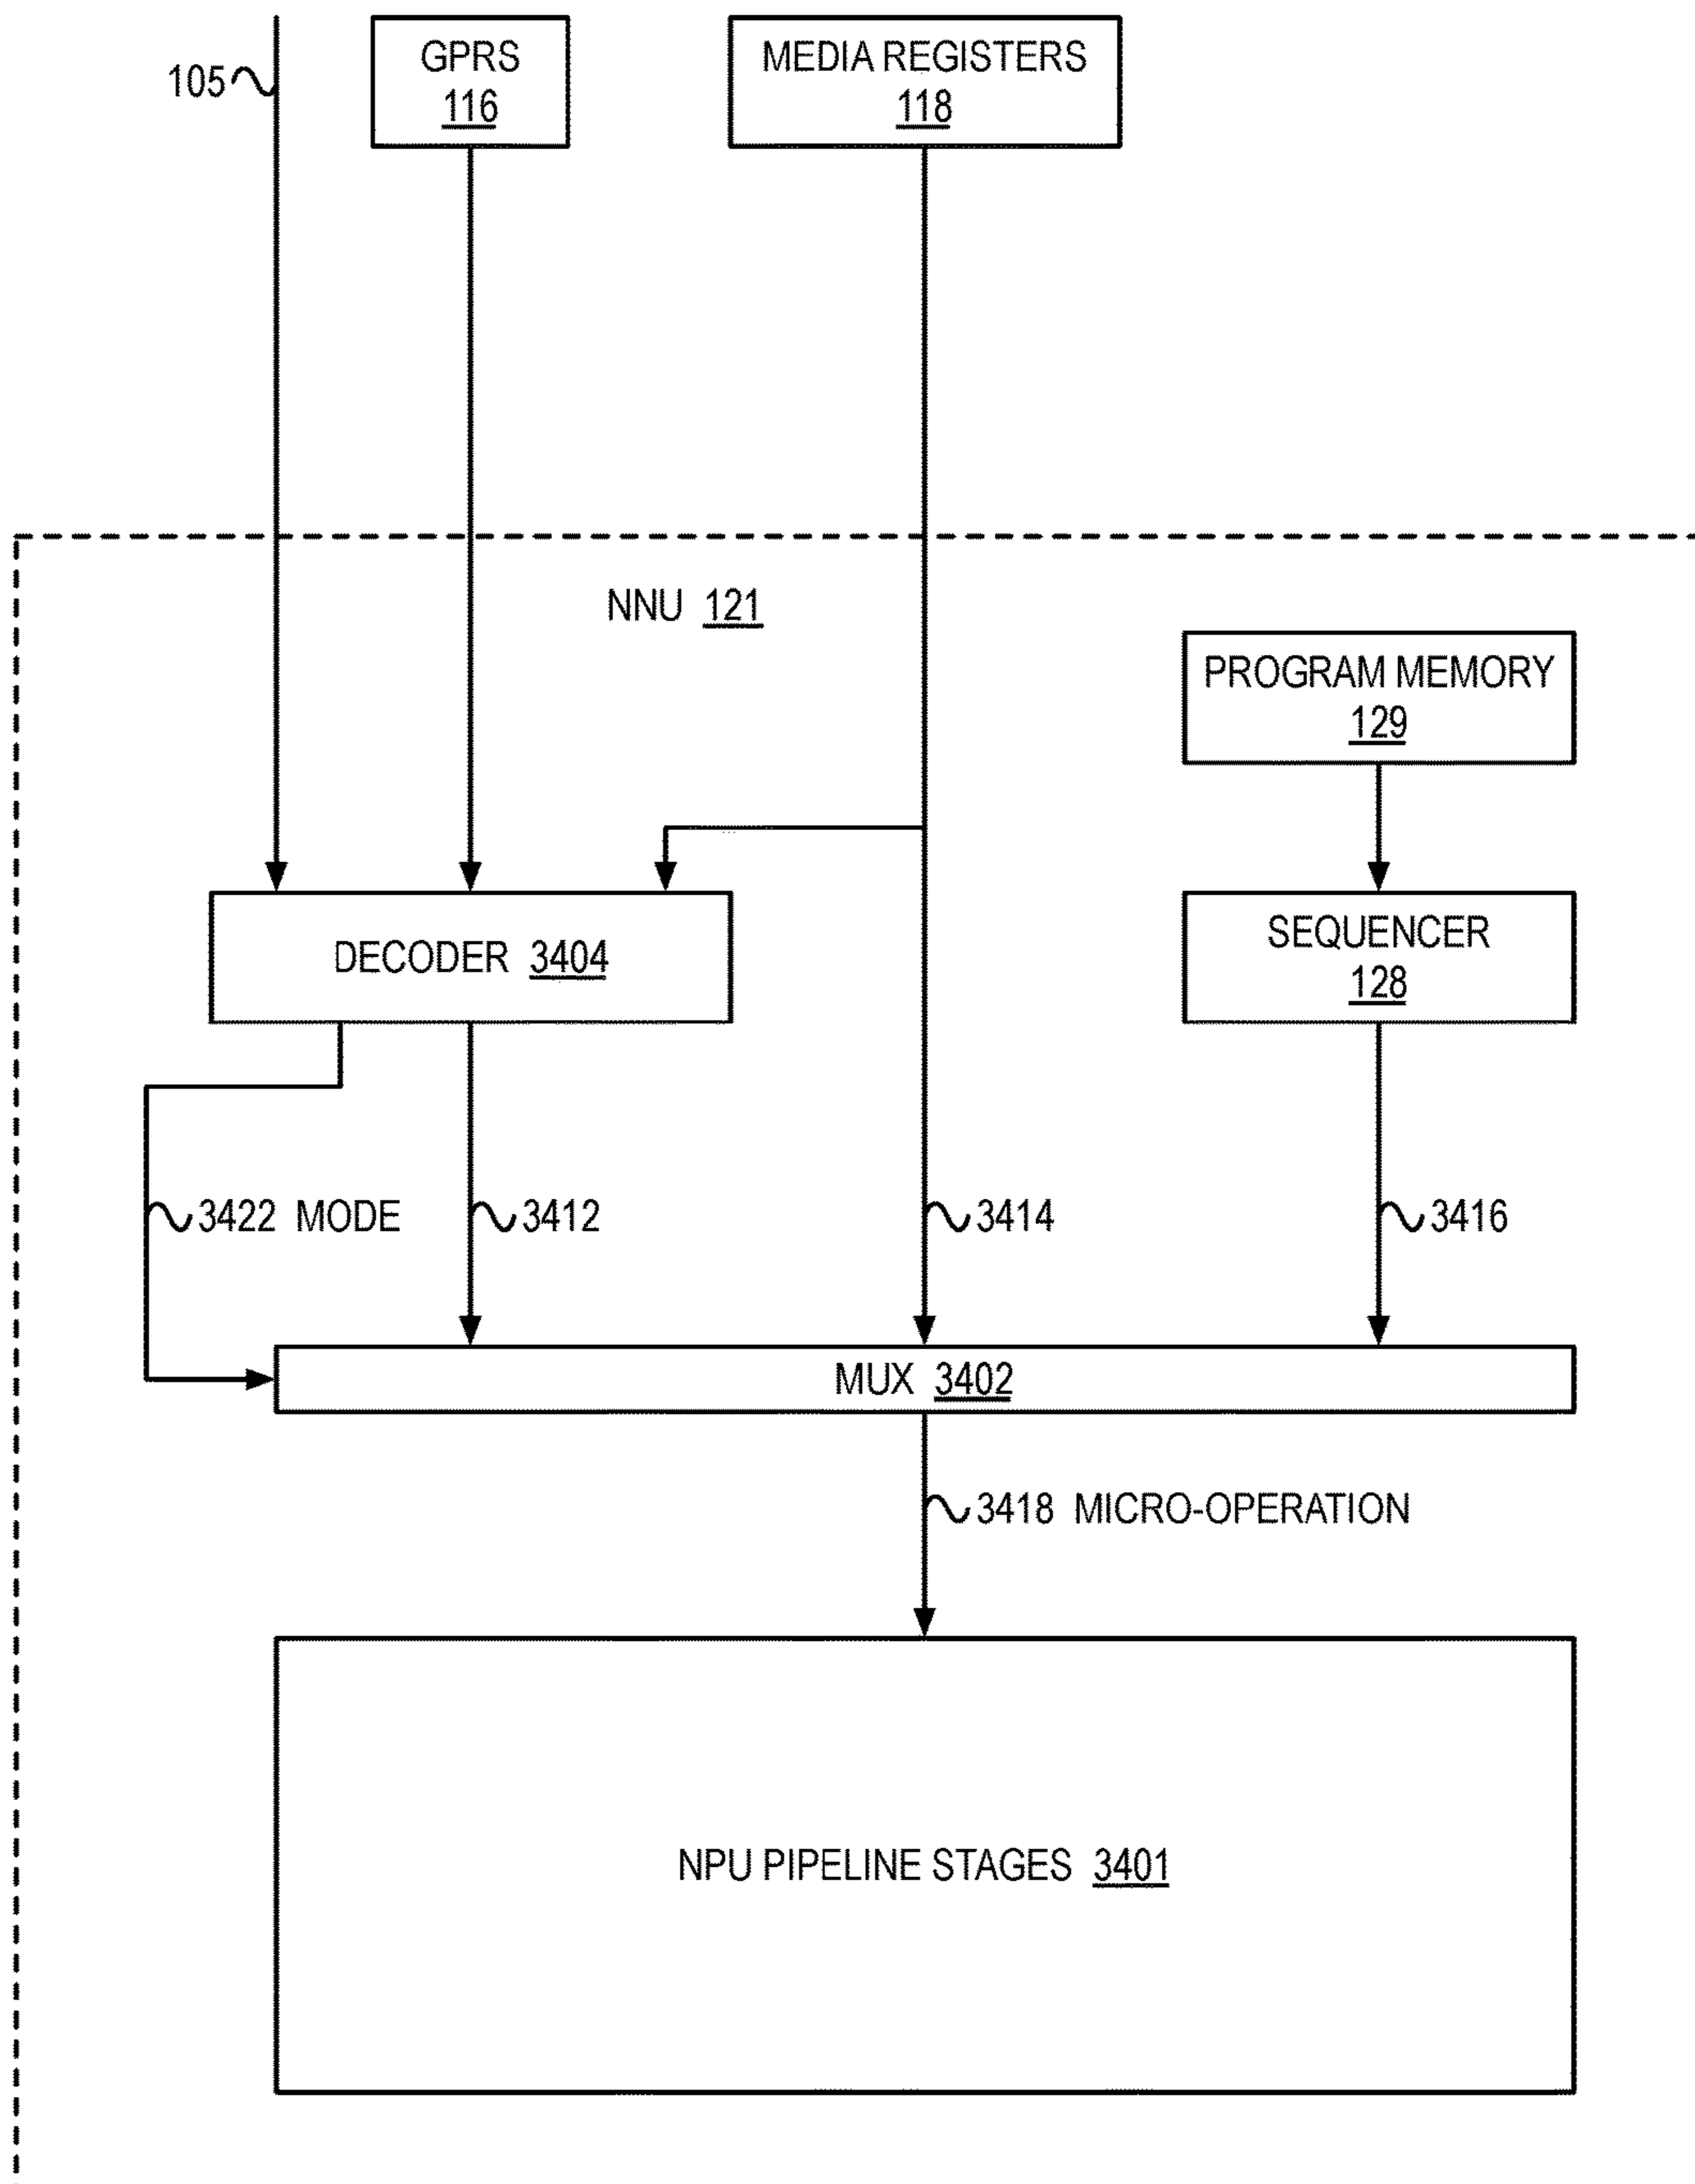 105
GPRS
116
MEDIA REGISTERS
118
NNU 121
PROGRAM MEMORY
129
DECODER 3404
SEQUENCER
128
3422 MODE
3412
3414
3416
MUX 3402
3418 MICRO-OPERATION
NPU PIPELINE STAGES 3401